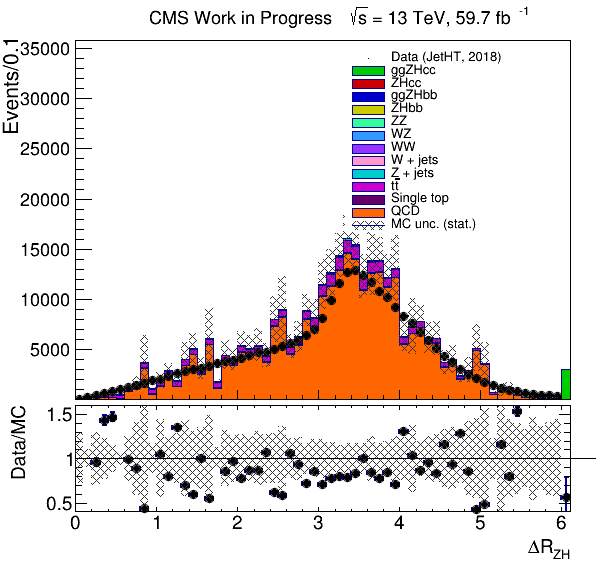 CMS Work in Progress √s = 13 TeV, 59.7 fb⁻¹
Events/0.1
35000
30000
25000
20000
15000
10000
5000
Data (JetHT, 2018)
ggZHcc
ZHcc
ggZHbb
ZHbb
ZZ
WZ
WW
W + jets
Z + jets
tt̅
Single top
QCD
MC unc. (stat.)
Data/MC
1.5
1
0.5
0 1 2 3 4 5 6
ΔR_ZH